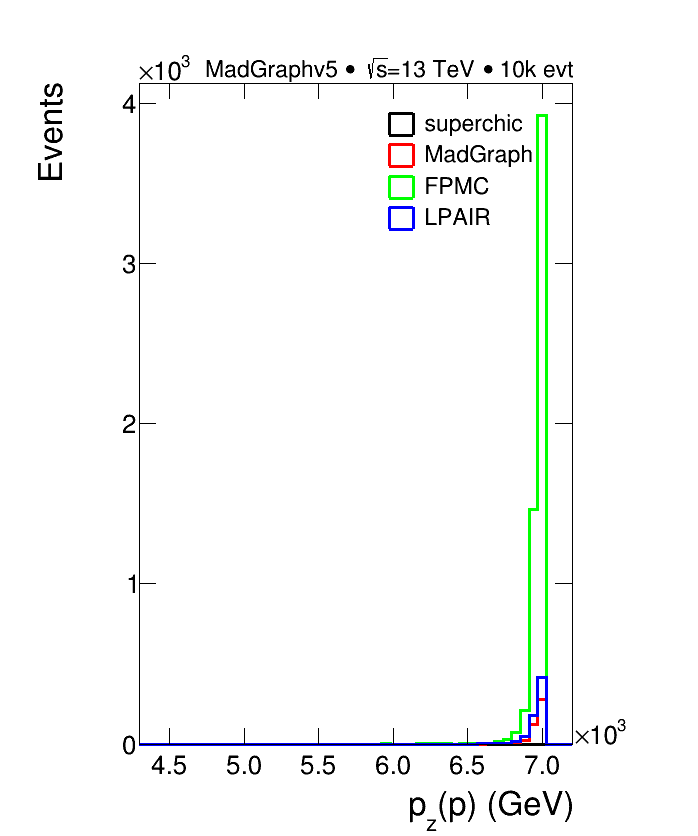 ×10³ MadGraphv5 • √s=13 TeV • 10k evt
Events
superchic
MadGraph
FPMC
LPAIR
4
3
2
1
0
4.5 5.0 5.5 6.0 6.5 7.0 ×10³
p_z(p) (GeV)